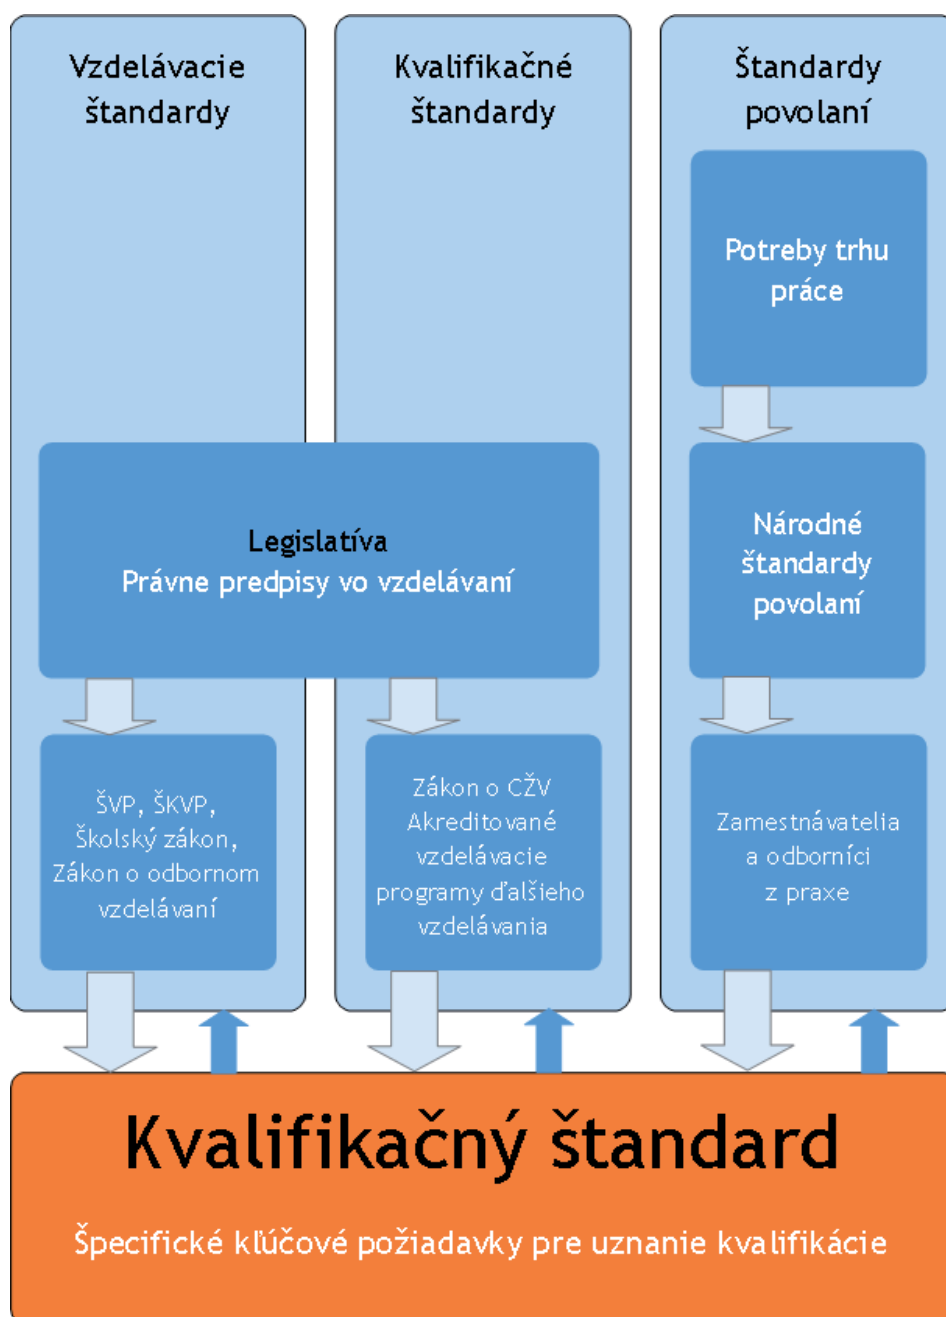 Vzdelávacie
štandardy
Kvalifikačné
štandardy
Štandardy
povolaní
Potreby trhu
práce
Legislatíva
Právne predpisy vo vzdelávaní
Národné
štandardy
povolaní
ŠVP, ŠKVP,
Školský zákon,
Zákon o odbornom
vzdelávaní
Zákon o CŽV
Akreditované
vzdelávacie
programy ďalšieho
vzdelávania
Zamestnávatelia
a odborníci
z praxe
Kvalifikačný štandard
Špecifické kľúčové požiadavky pre uznanie kvalifikácie